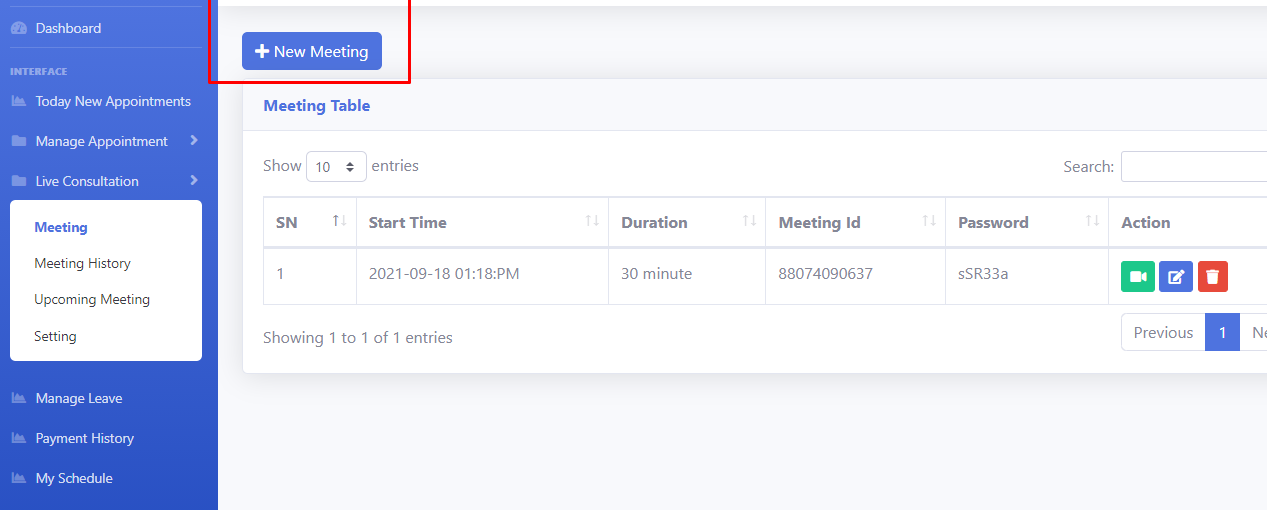 Dashboard
INTERFACE
Today New Appointments
Manage Appointment
Live Consultation
Meeting
Meeting History
Upcoming Meeting
Setting
Manage Leave
Payment History
My Schedule
New Meeting
Meeting Table
Show 10 entries
Search:
SN Start Time Duration Meeting Id Password Action
1 2021-09-18 01:18:PM 30 minute 88074090637 sSR33a
Showing 1 to 1 of 1 entries
Previous 1